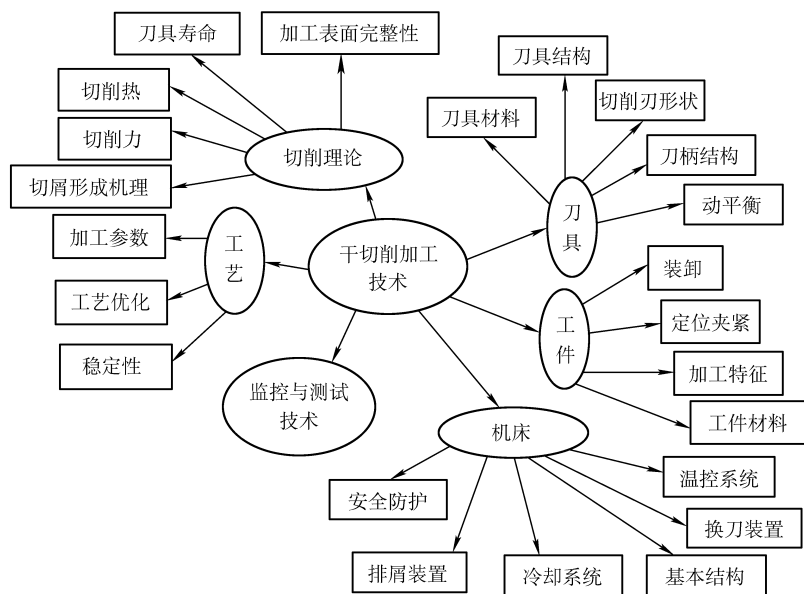 刀具寿命
加工表面完整性
切削热
切削力
切屑形成机理
切削理论
刀具结构
刀具材料
切削刃形状
刀柄结构
动平衡
刀
具
加工参数
工艺优化
稳定性
工
艺
干切削加工
技术
装卸
定位夹紧
加工特征
工件材料
工
件
监控与测试
技术
机床
安全防护
排屑装置
冷却系统
基本结构
换刀装置
温控系统